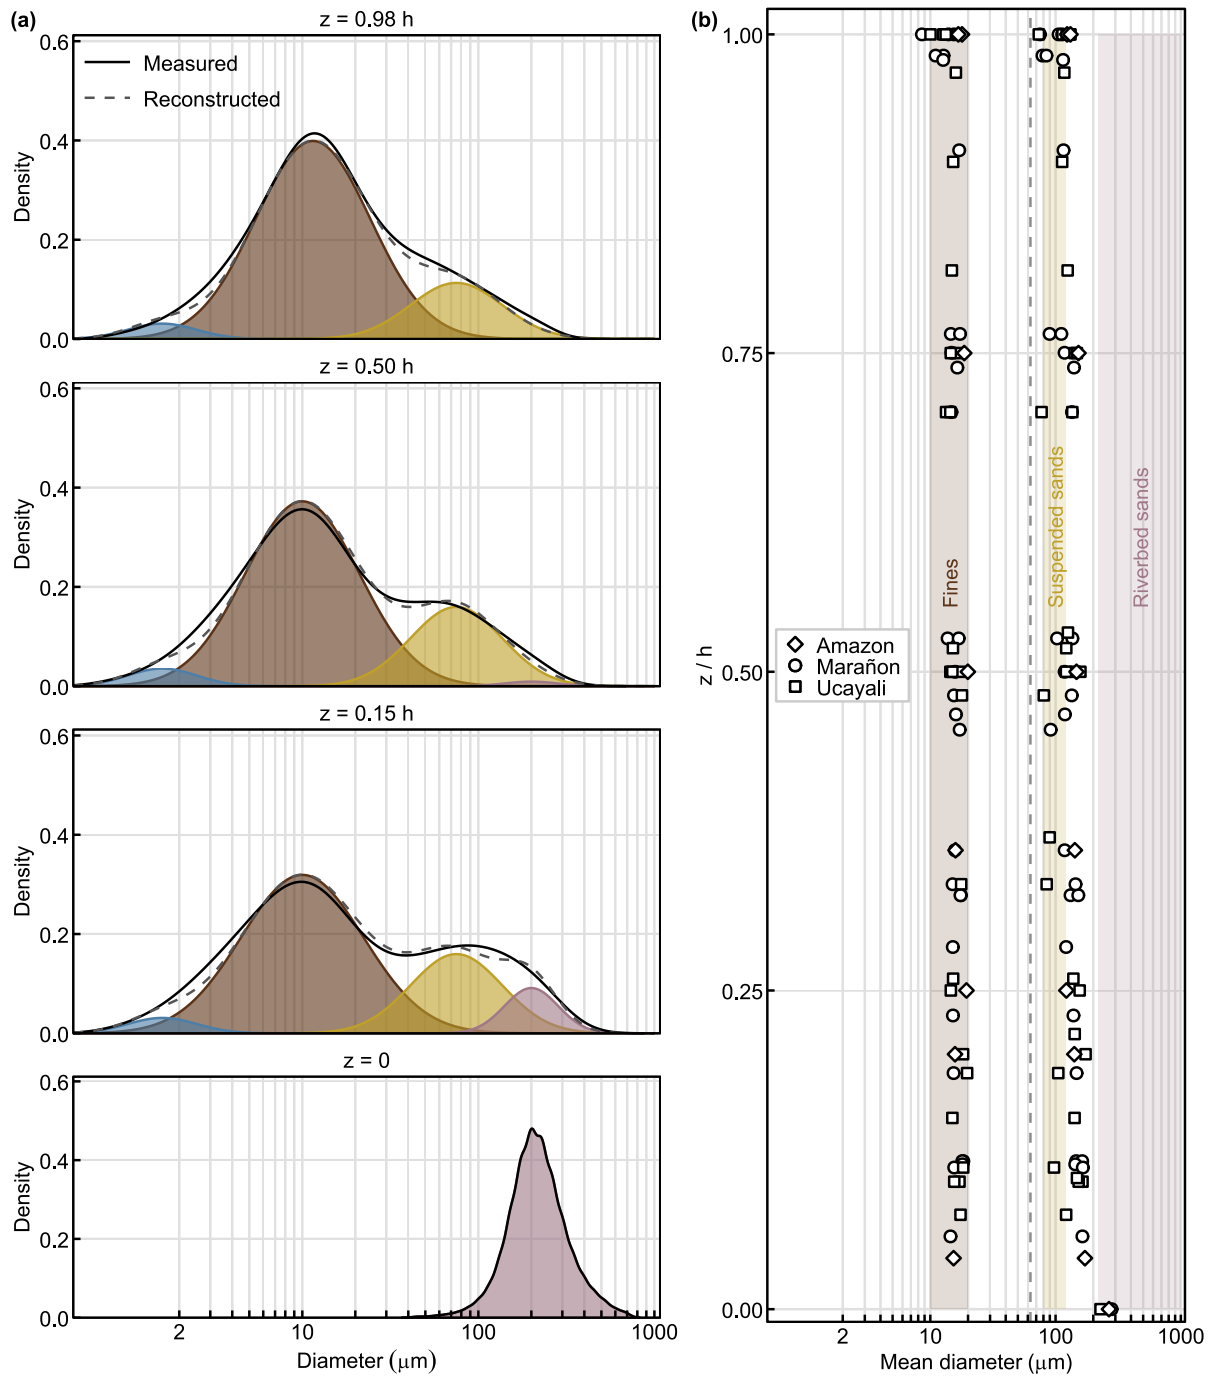 (a)
z = 0.98 h
0.6
0.4
0.2
0.0
Density
Measured
Reconstructed
z = 0.50 h
0.6
0.4
0.2
0.0
Density
z = 0.15 h
0.6
0.4
0.2
0.0
Density
z = 0
0.6
0.4
0.2
0.0
Density
2 10 100 1000
Diameter (μm)
(b)
1.00
0.75
0.50
0.25
0.00
z / h
Fines
Suspended sands
Riverbed sands
Amazon
Marañon
Ucayali
2 10 100 1000
Mean diameter (μm)